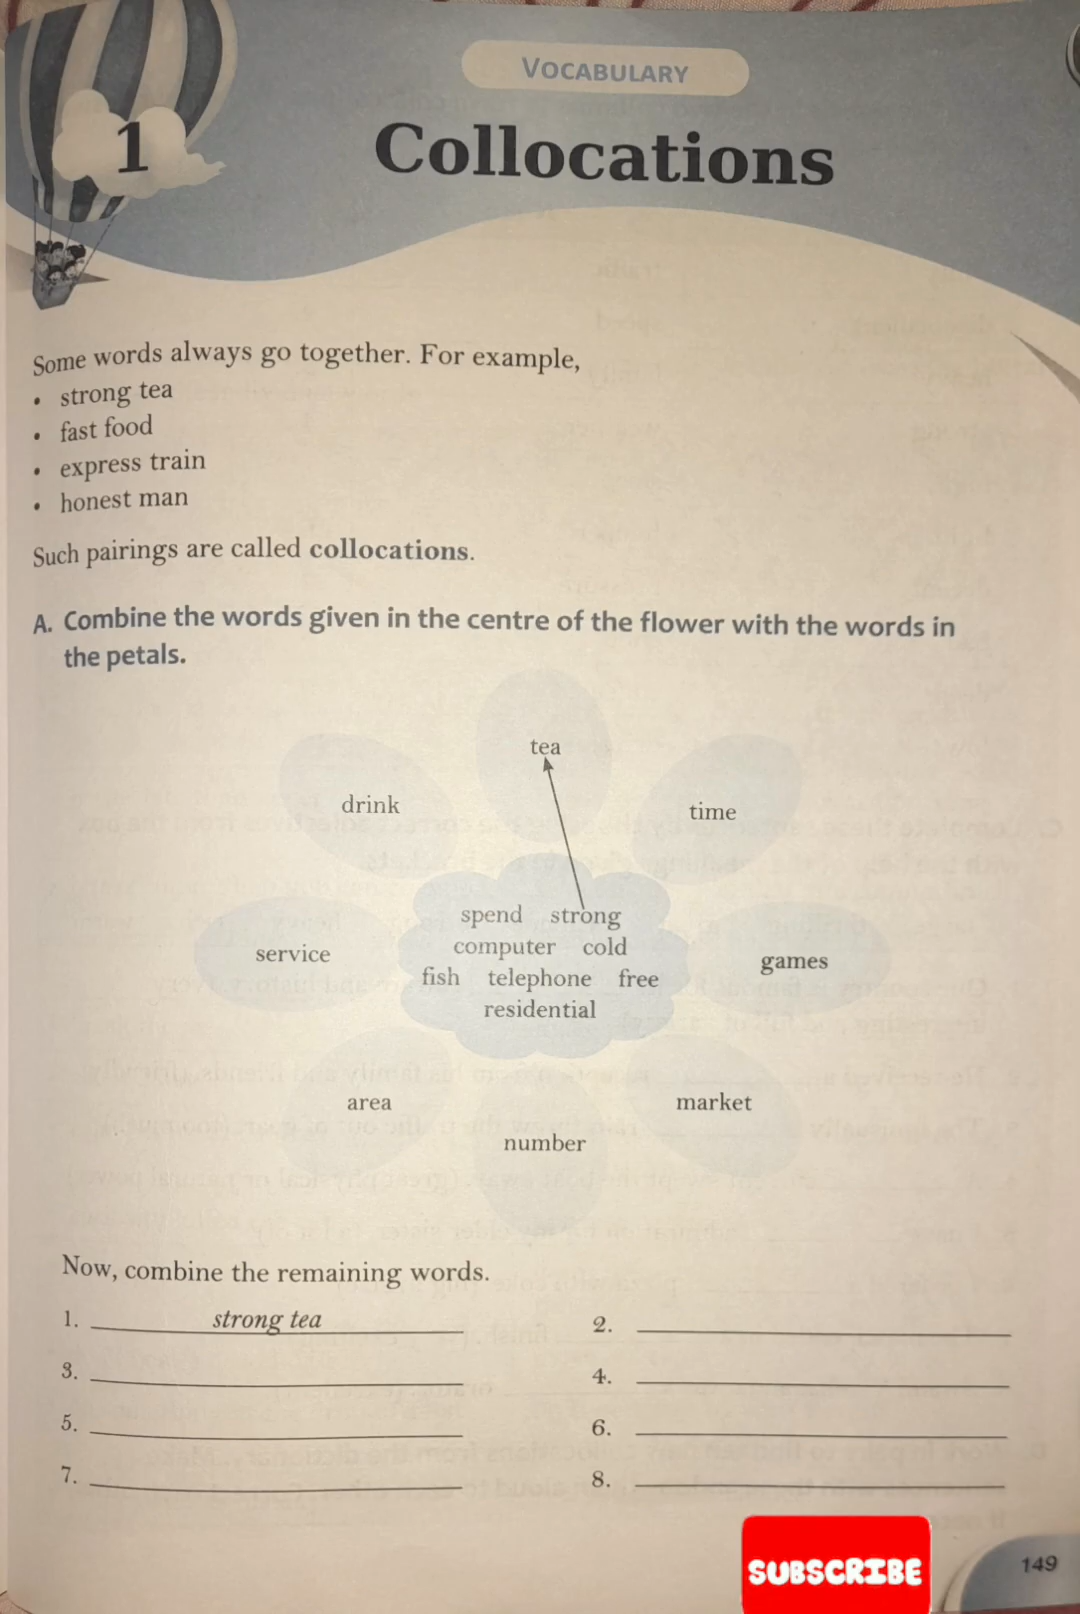 VOCABULARY
1
Collocations
Some words always go together. For example,
• strong tea
• fast food
• express train
• honest man
Such pairings are called collocations.
A. Combine the words given in the centre of the flower with the words in
the petals.
tea
drink
time
spend strong
computer cold
service
games
fish telephone free
residential
area
market
number
Now, combine the remaining words.
1. strong tea
2.
3.
4.
5.
6.
7.
8.
SUBSCRIBE
149